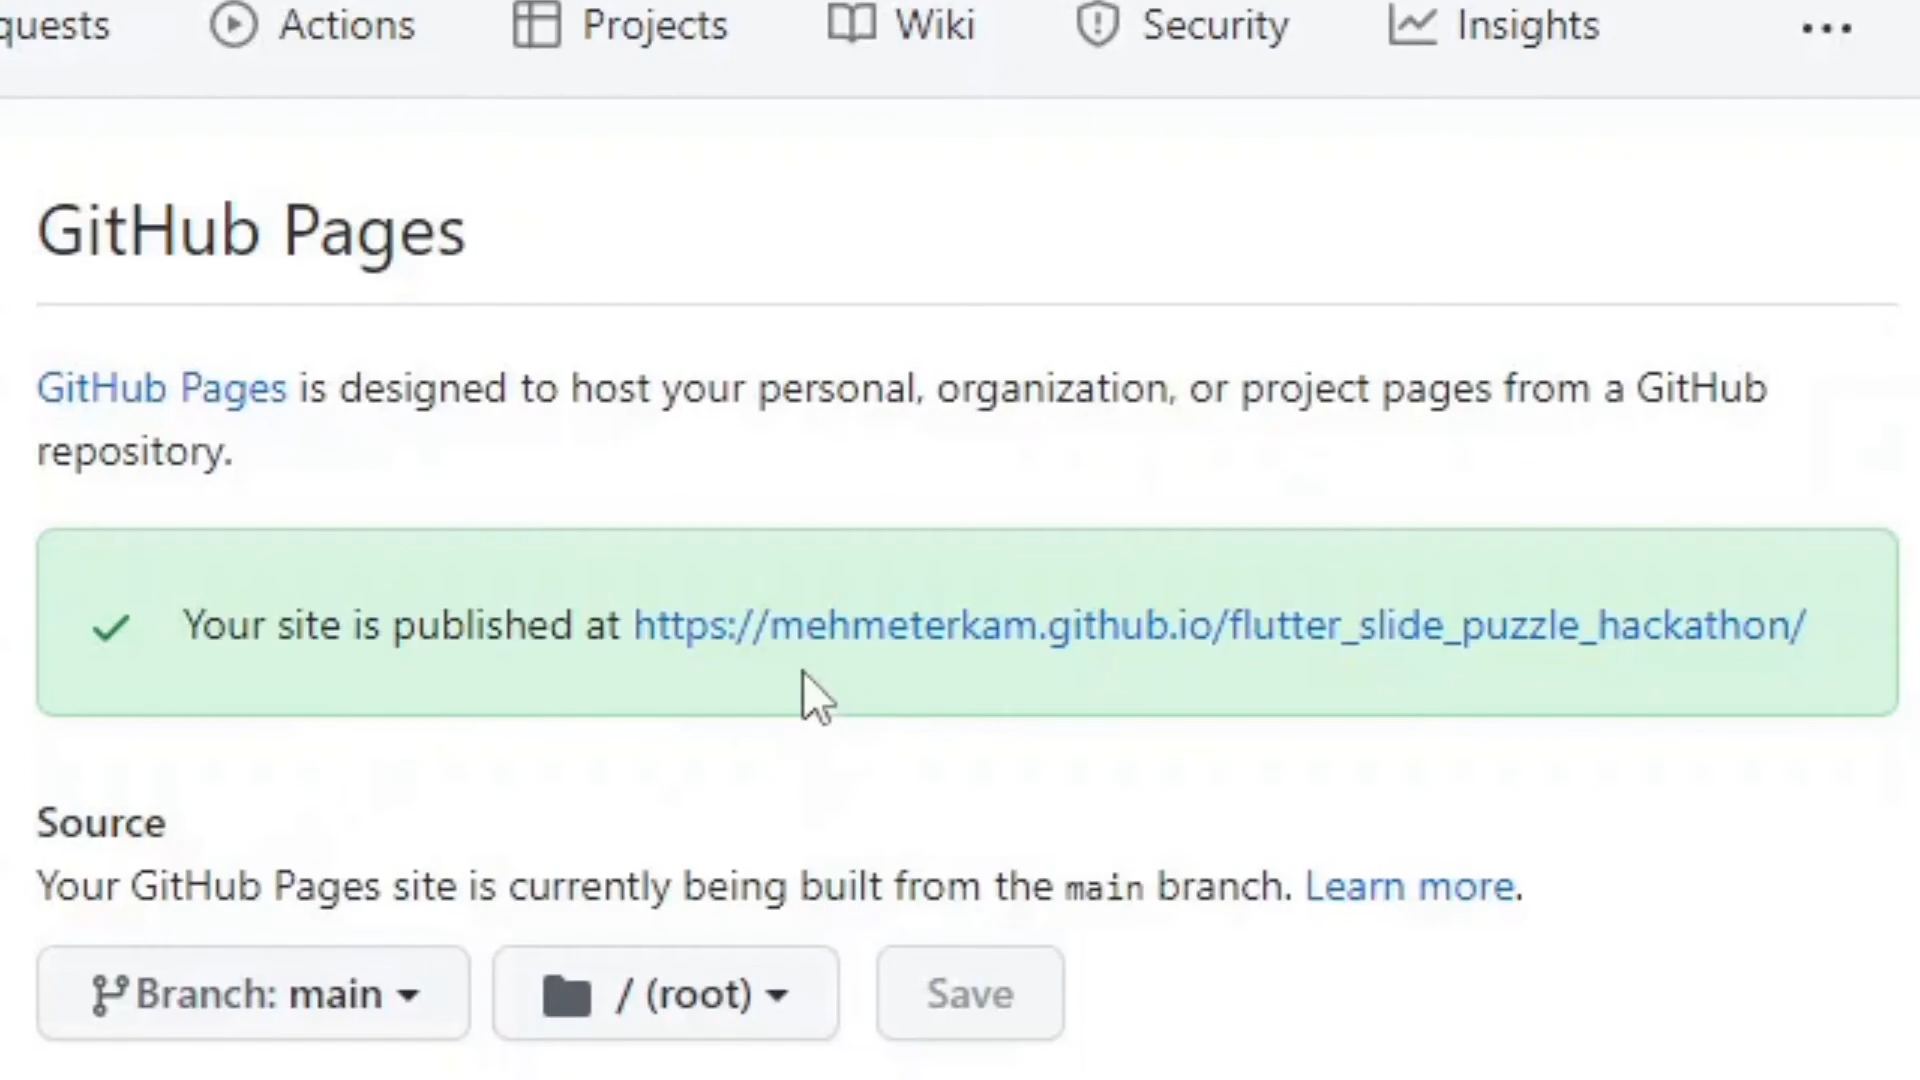 quests Actions Projects Wiki Security Insights
GitHub Pages
GitHub Pages is designed to host your personal, organization, or project pages from a GitHub
repository.
Your site is published at https://mehmeterkam.github.io/flutter_slide_puzzle_hackathon/
Source
Your GitHub Pages site is currently being built from the main branch. Learn more.
Branch: main / (root) Save